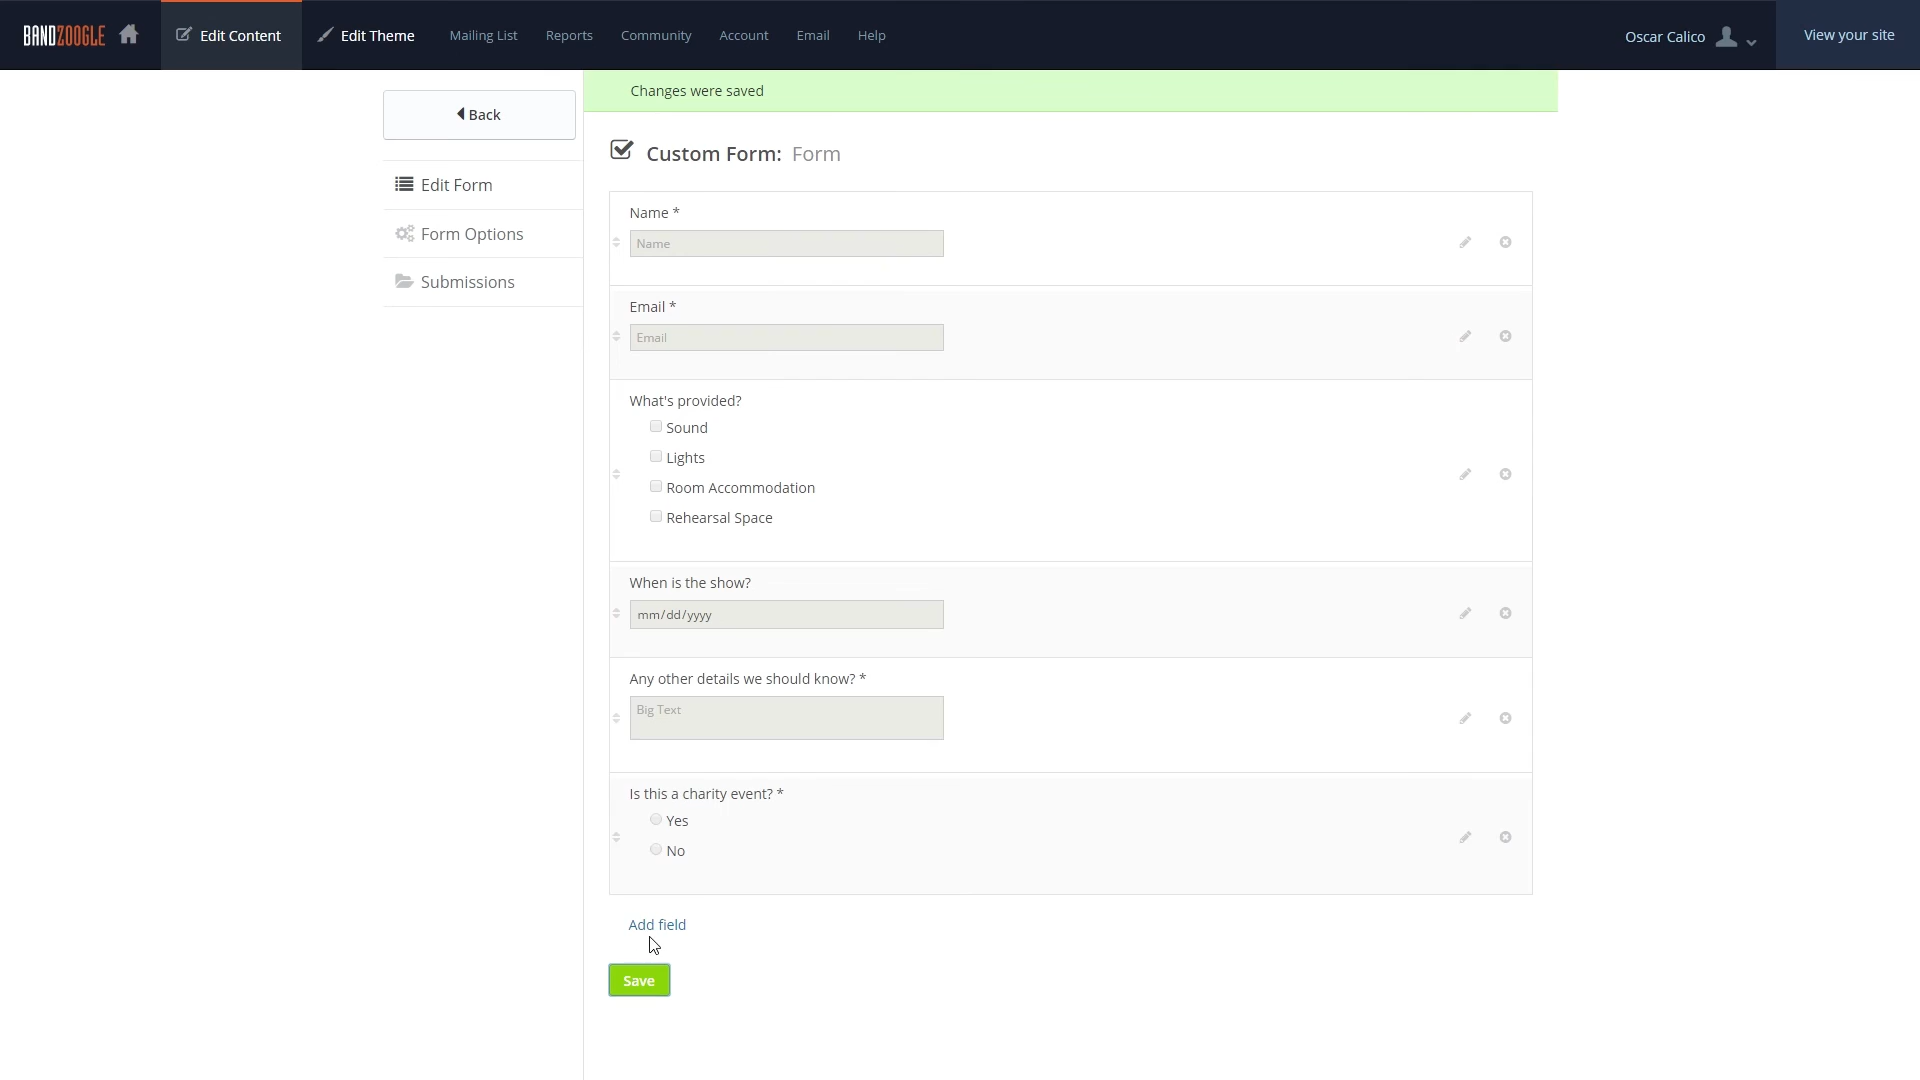 BANDZOOGLE Edit Content Edit Theme Mailing List Reports Community Account Email Help Oscar Calico View your site
Changes were saved
Back
Custom Form: Form
Edit Form
Form Options
Submissions
Name *
Name
Email *
Email
What's provided?
Sound
Lights
Room Accommodation
Rehearsal Space
When is the show?
mm/dd/yyyy
Any other details we should know? *
Big Text
Is this a charity event? *
Yes
No
Add field
Save